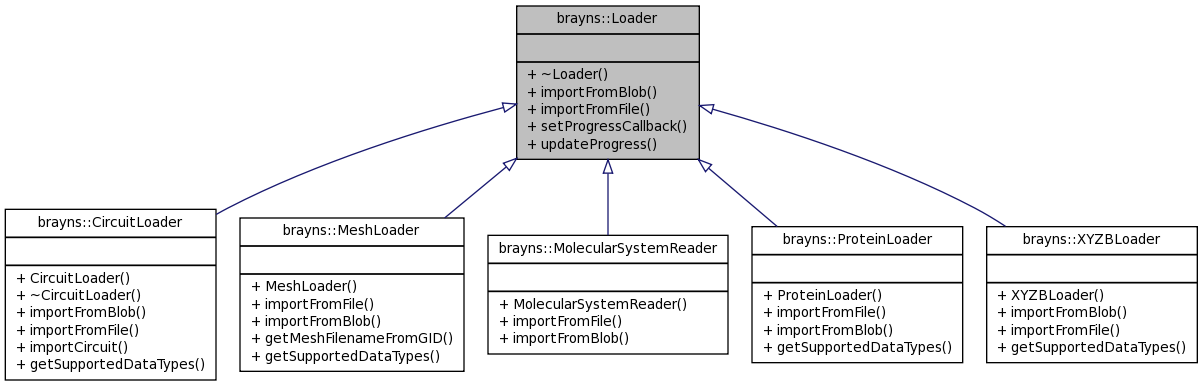 brayns::Loader
+ ~Loader()
+ importFromBlob()
+ importFromFile()
+ setProgressCallback()
+ updateProgress()
brayns::CircuitLoader
+ CircuitLoader()
+ ~CircuitLoader()
+ importFromBlob()
+ importFromFile()
+ importCircuit()
+ getSupportedDataTypes()
brayns::MeshLoader
+ MeshLoader()
+ importFromFile()
+ importFromBlob()
+ getMeshFilenameFromGID()
+ getSupportedDataTypes()
brayns::MolecularSystemReader
+ MolecularSystemReader()
+ importFromFile()
+ importFromBlob()
brayns::ProteinLoader
+ ProteinLoader()
+ importFromFile()
+ importFromBlob()
+ getSupportedDataTypes()
brayns::XYZBLoader
+ XYZBLoader()
+ importFromBlob()
+ importFromFile()
+ getSupportedDataTypes()